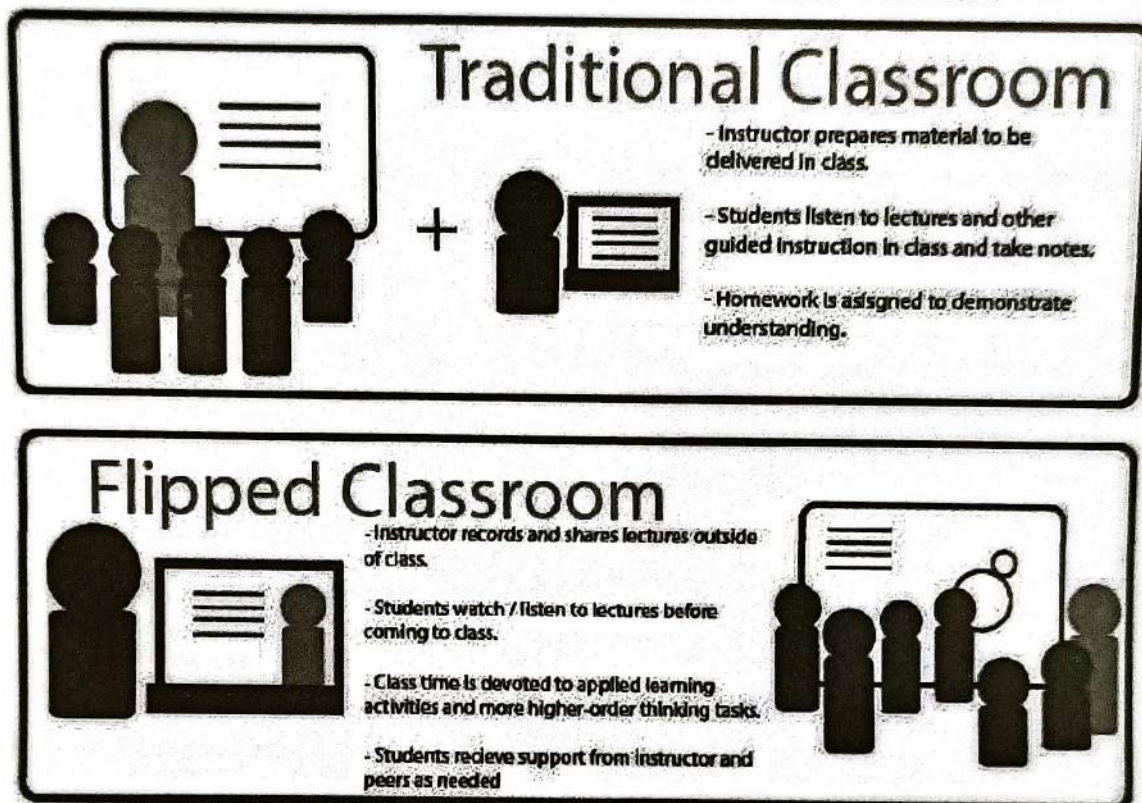 Traditional Classroom
- Instructor prepares material to be
delivered in class.
- Students listen to lectures and other
guided instruction in class and take notes.
- Homework is asisgned to demonstrate
understanding.
Flipped Classroom
- Instructor records and shares lectures outside
of class.
- Students watch / listen to lectures before
coming to class.
- Class time is devoted to applied learning
activities and more higher-order thinking tasks.
- Students recieve support from instructor and
peers as needed